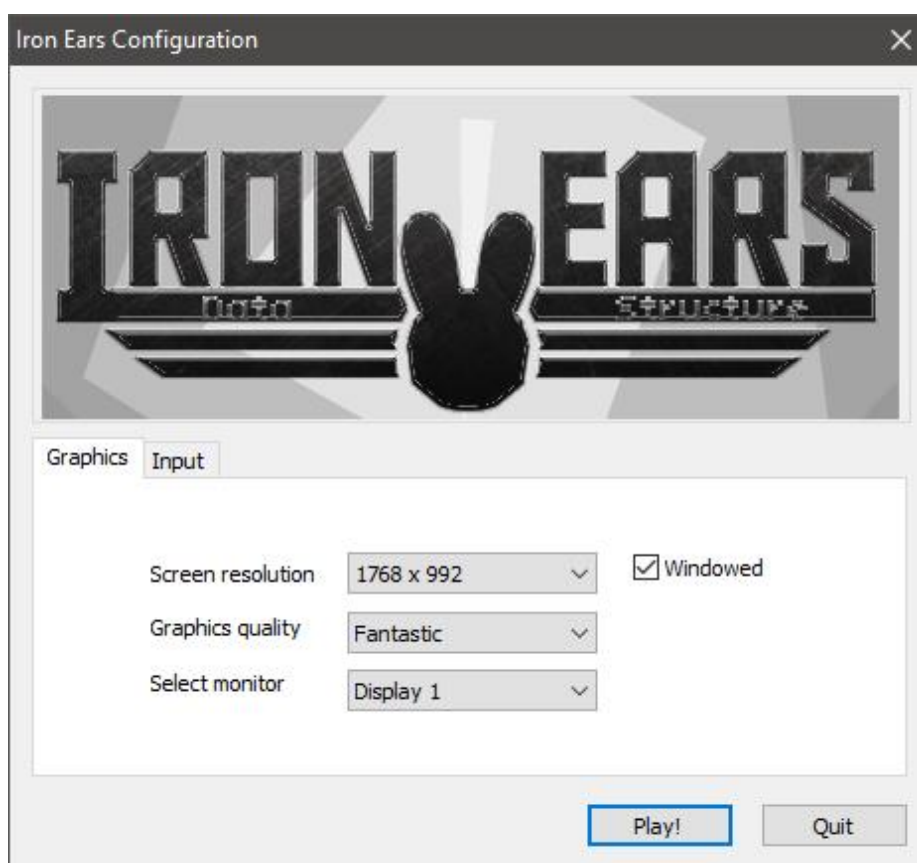 Iron Ears Configuration
IRON EARS
Data Structure
Graphics Input
Screen resolution 1768 x 992 Windowed
Graphics quality Fantastic
Select monitor Display 1
Play! Quit